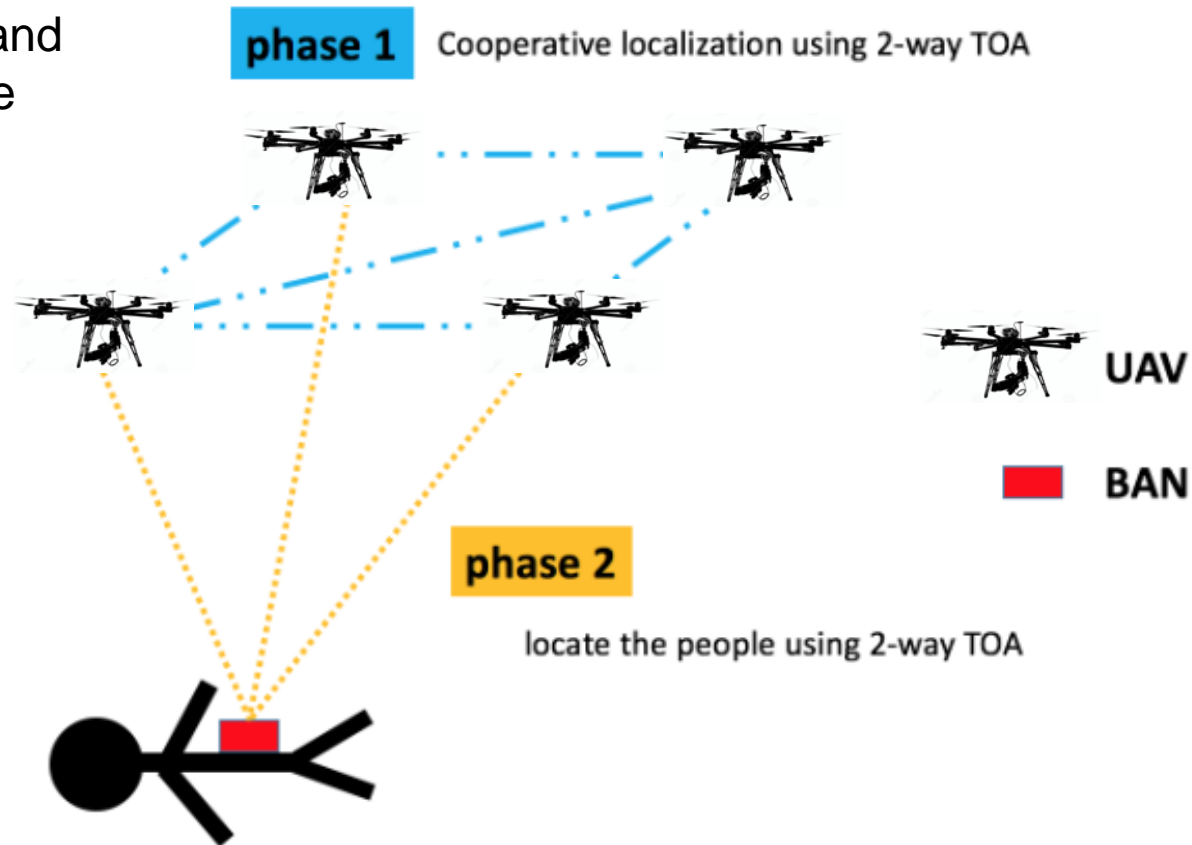 and
e
phase 1
Cooperative localization using 2-way TOA
UAV
BAN
phase 2
locate the people using 2-way TOA